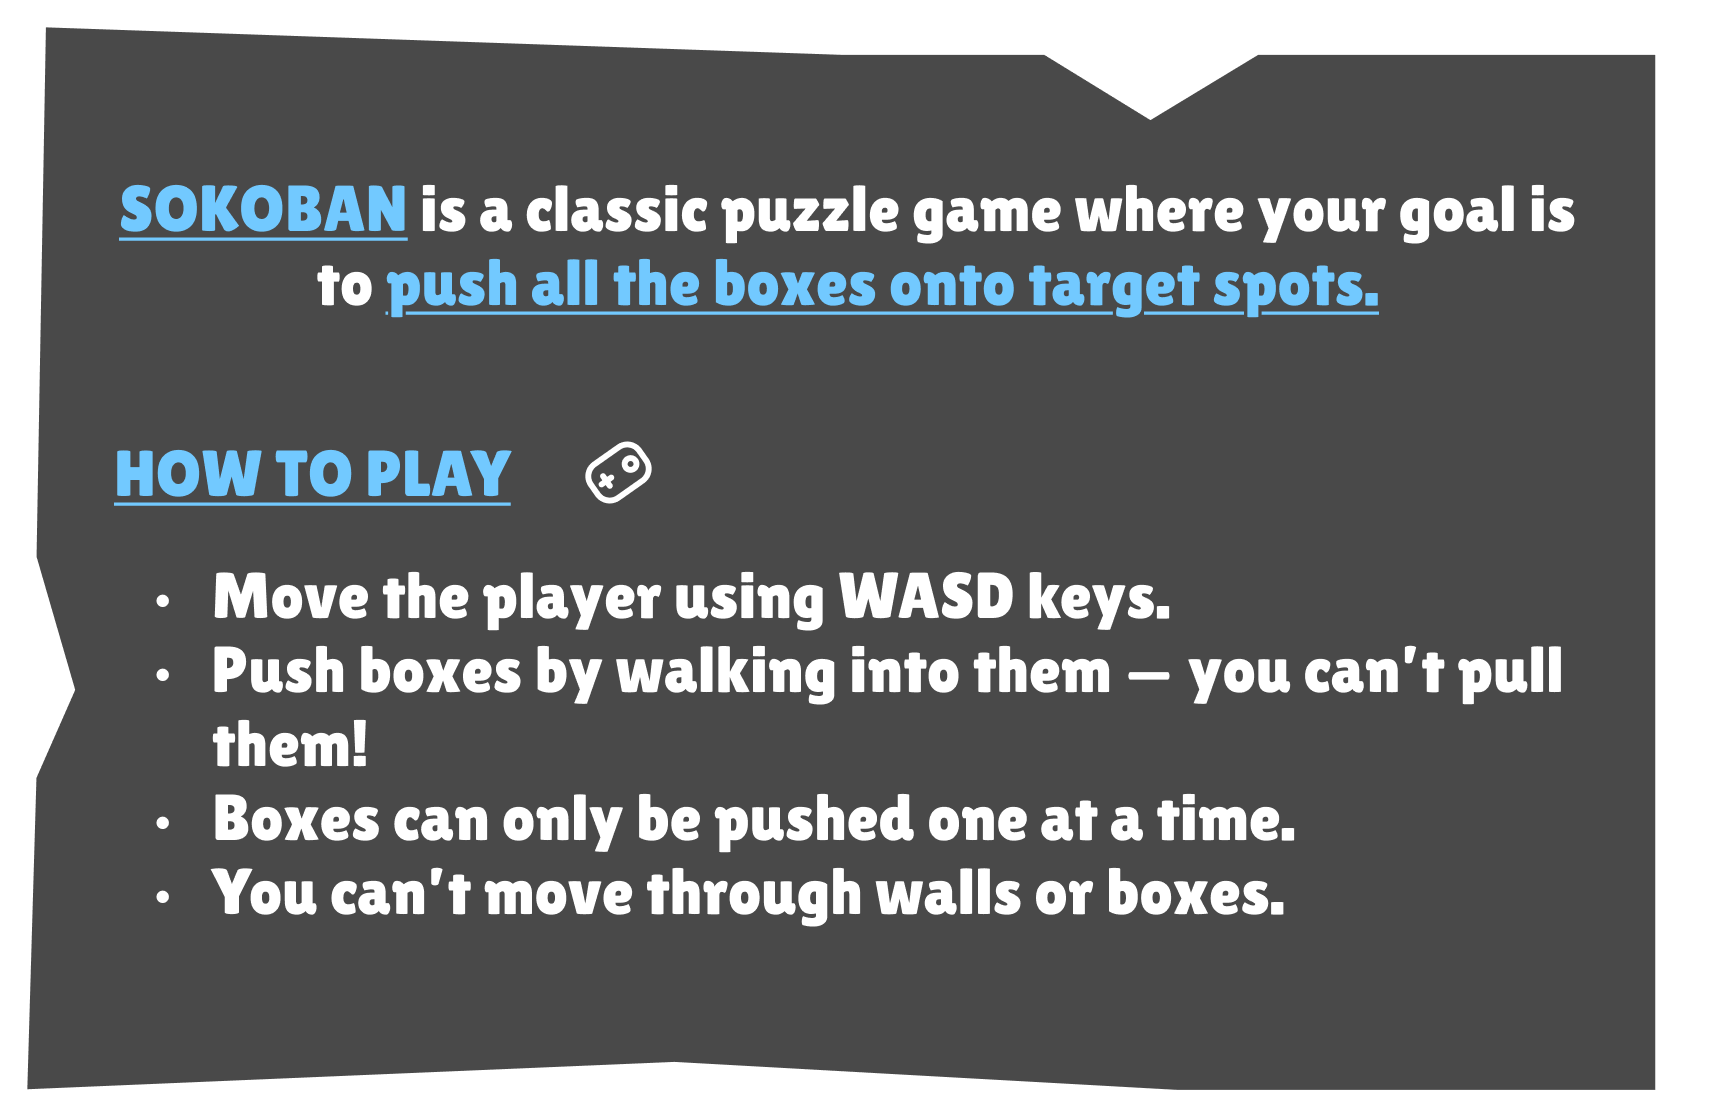 SOKOBAN is a classic puzzle game where your goal is
to push all the boxes onto target spots.
HOW TO PLAY
• Move the player using WASD keys.
• Push boxes by walking into them — you can't pull
them!
• Boxes can only be pushed one at a time.
• You can't move through walls or boxes.